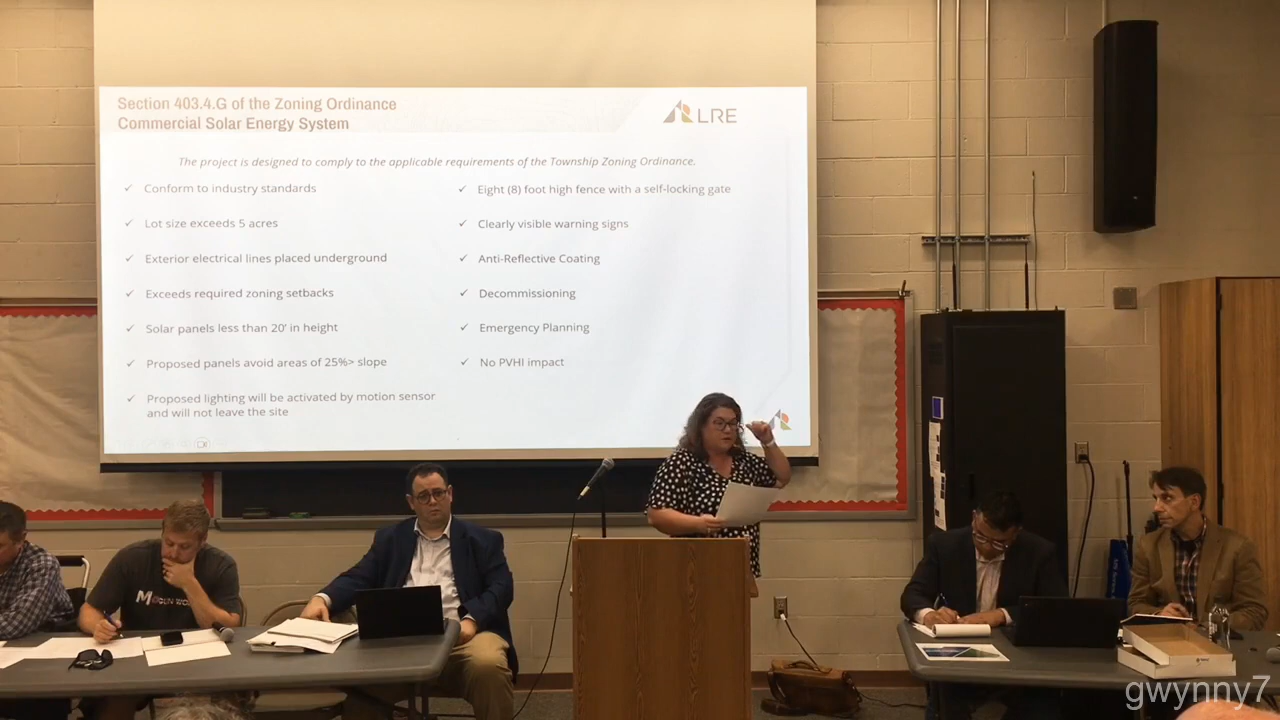 Section 403.4.G of the Zoning Ordinance
Commercial Solar Energy System
LRE
The project is designed to comply to the applicable requirements of the Township Zoning Ordinance.
✓ Conform to industry standards
✓ Lot size exceeds 5 acres
✓ Exterior electrical lines placed underground
✓ Exceeds required zoning setbacks
✓ Solar panels less than 20' in height
✓ Proposed panels avoid areas of 25%> slope
✓ Proposed lighting will be activated by motion sensor
and will not leave the site
✓ Eight (8) foot high fence with a self-locking gate
✓ Clearly visible warning signs
✓ Anti-Reflective Coating
✓ Decommissioning
✓ Emergency Planning
✓ No PVHI impact
gwynny7